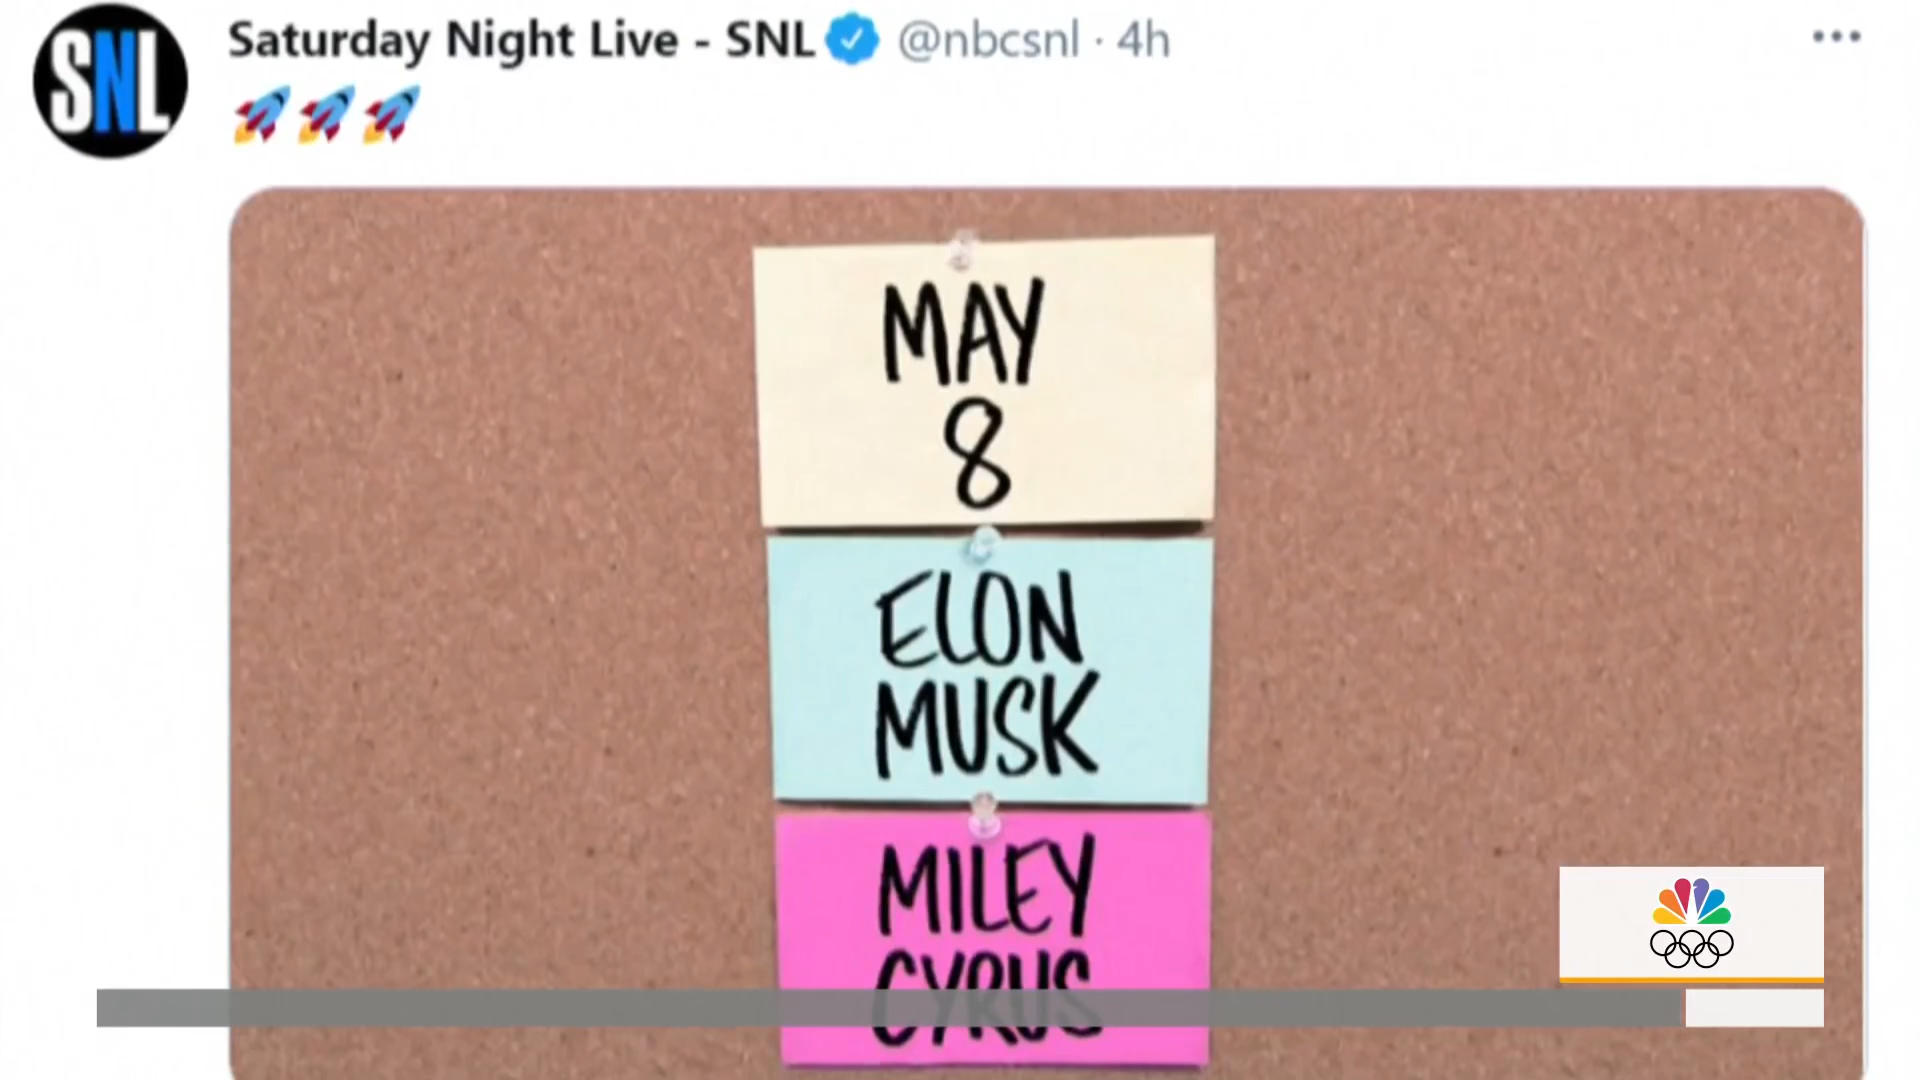 SNL
Saturday Night Live - SNL @nbcsnl · 4h
🚀🚀🚀
MAY
8
ELON
MUSK
MILEY
CYRUS